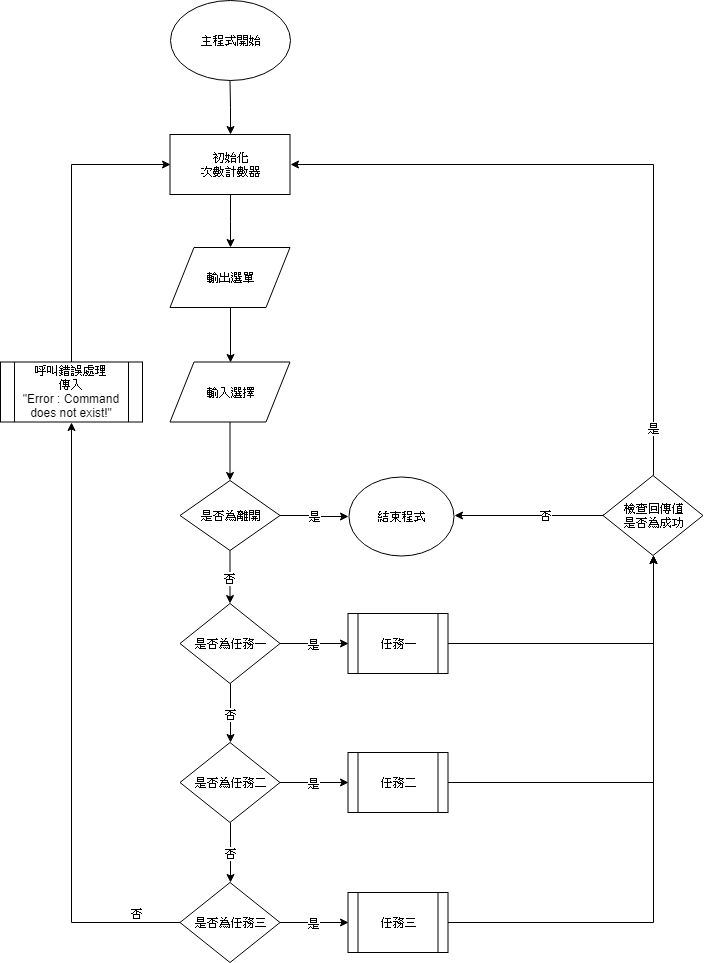 主程式開始
初始化
次數計數器
輸出選單
呼叫錯誤處理
傳入
"Error : Command
does not exist!"
輸入選擇
是
是否為離開
是
結束程式
否
檢查回傳值
是否為成功
否
是否為任務一
是
任務一
否
是否為任務二
是
任務二
否
否
是否為任務三
是
任務三